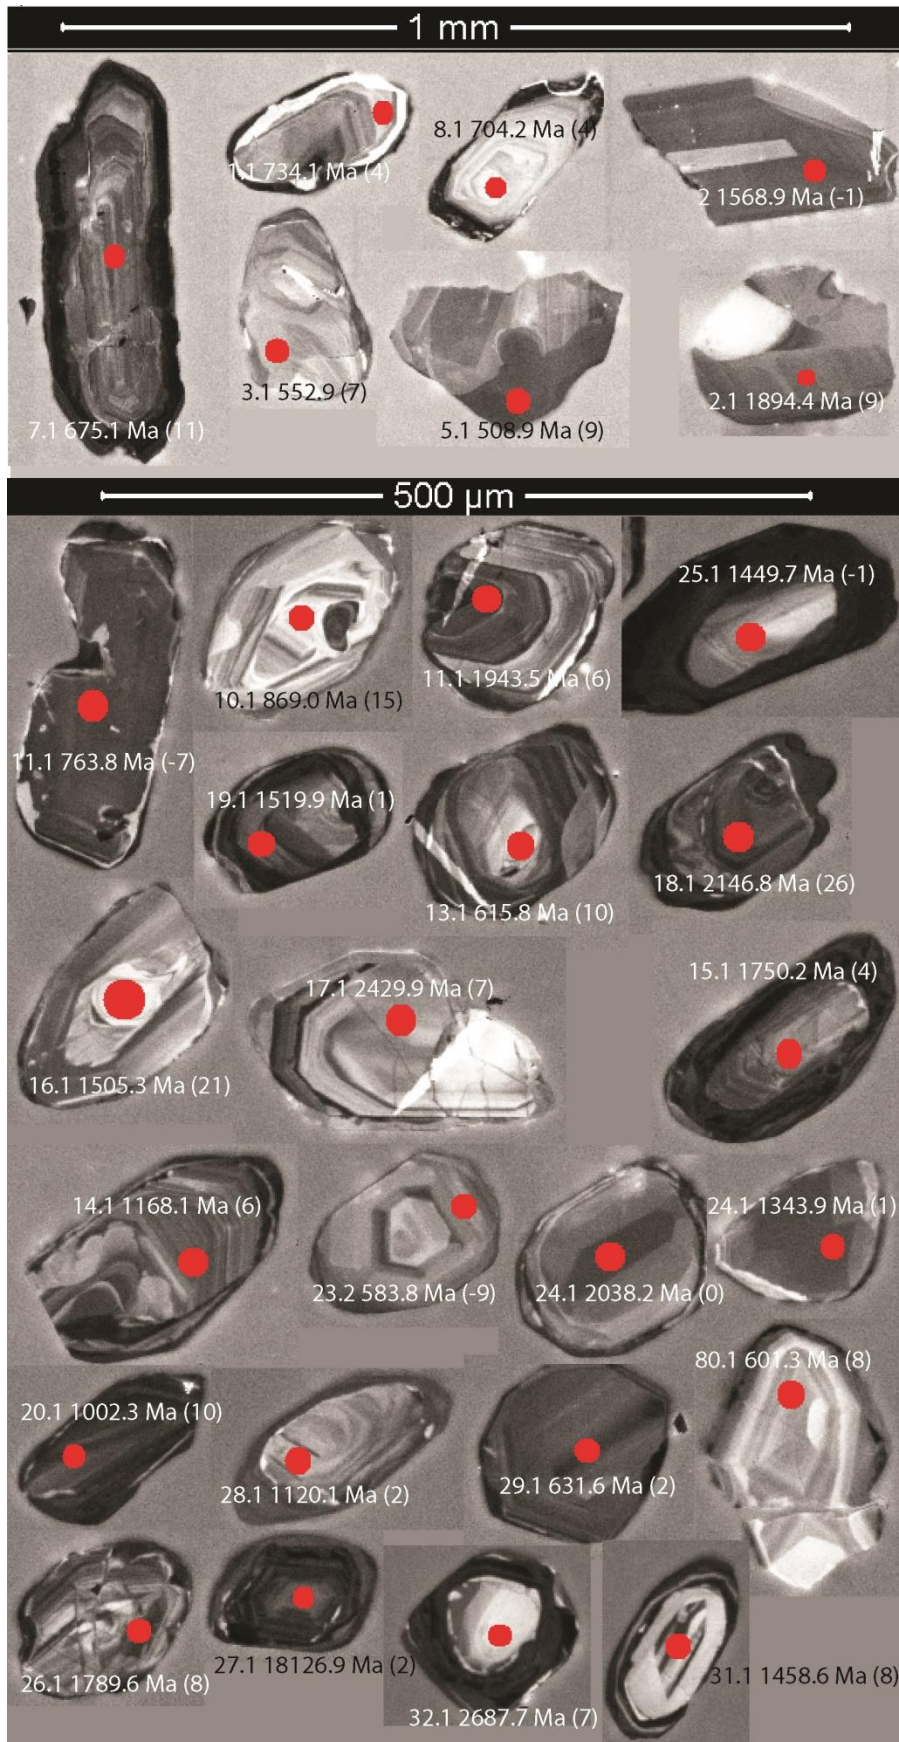 1 mm
1.1 734.1 Ma (4)
8.1 704.2 Ma (4)
2 1568.9 Ma (-1)
3.1 552.9 (7)
7.1 675.1 Ma (11)
5.1 508.9 Ma (9)
2.1 1894.4 Ma (9)
500 µm
25.1 1449.7 Ma (-1)
10.1 869.0 Ma (15)
11.1 1943.5 Ma (6)
11.1 763.8 Ma (-7)
19.1 1519.9 Ma (1)
13.1 615.8 Ma (10)
18.1 2146.8 Ma (26)
16.1 1505.3 Ma (21)
17.1 2429.9 Ma (7)
15.1 1750.2 Ma (4)
14.1 1168.1 Ma (6)
23.2 583.8 Ma (-9)
24.1 2038.2 Ma (0)
24.1 1343.9 Ma (1)
20.1 1002.3 Ma (10)
28.1 1120.1 Ma (2)
29.1 631.6 Ma (2)
80.1 601.3 Ma (8)
26.1 1789.6 Ma (8)
27.1 18126.9 Ma (2)
32.1 2687.7 Ma (7)
31.1 1458.6 Ma (8)